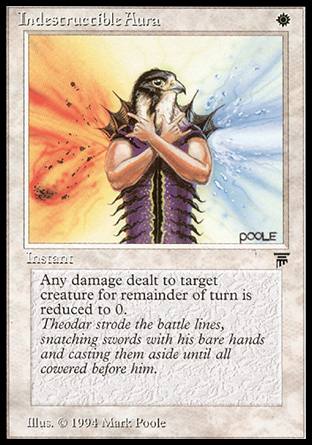 Indestructible Aura
POOLE
Instant
Any damage dealt to target
creature for remainder of turn is
reduced to 0.
Theodar strode the battle lines,
snatching swords with his bare hands
and casting them aside until all
cowered before him.
Illus. © 1994 Mark Poole